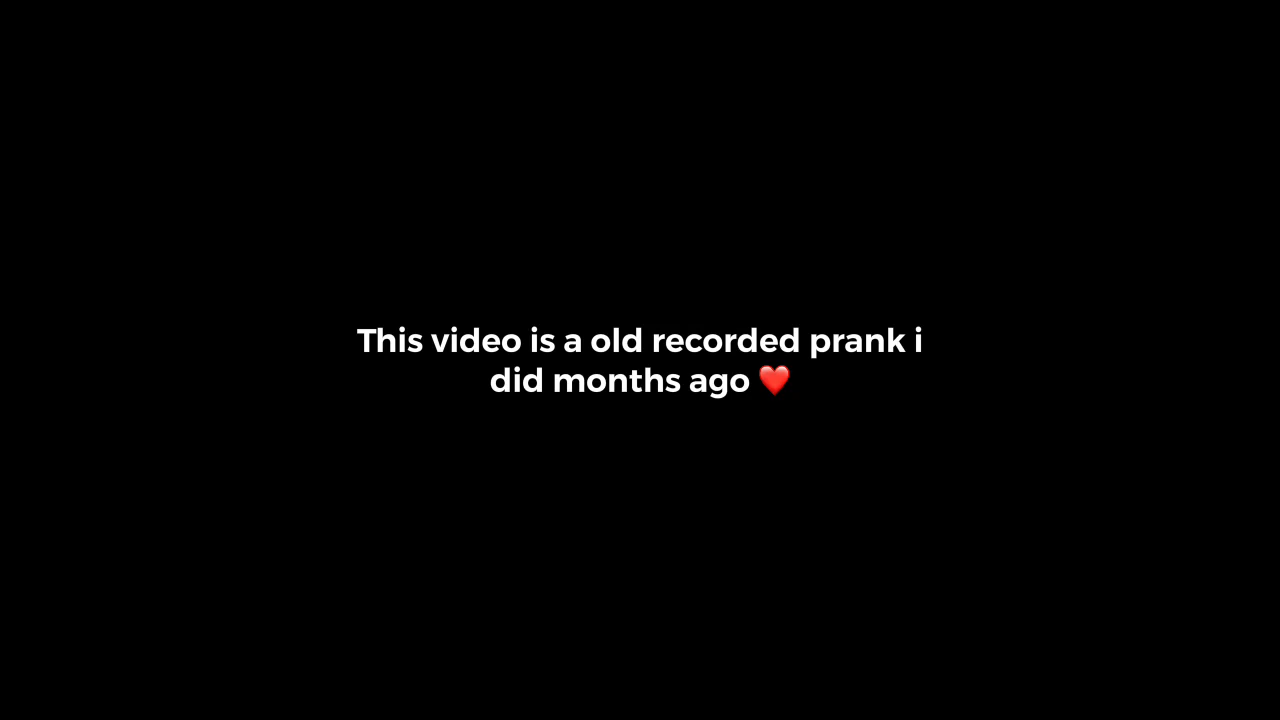 This video is a old recorded prank i
did months ago ❤️